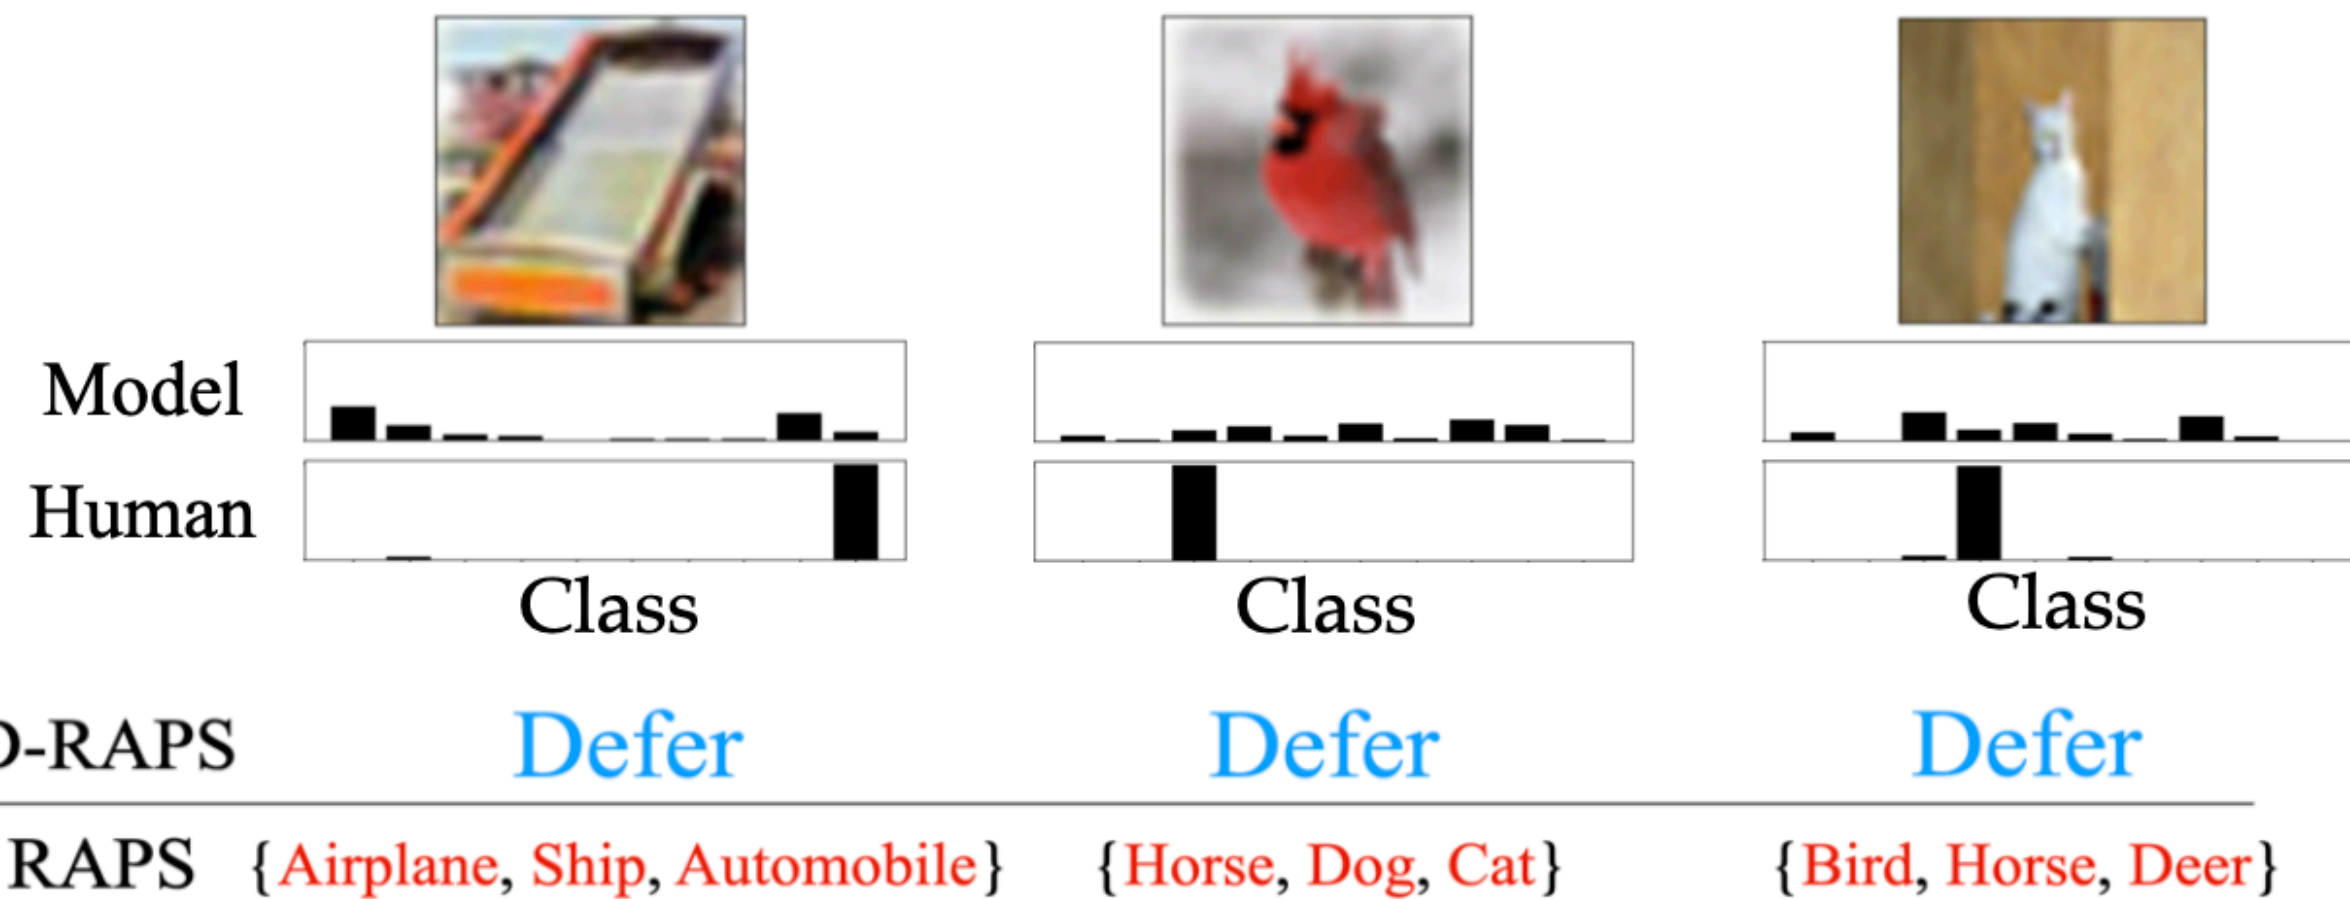 Model
Human
Class Class Class
D-RAPS Defer Defer Defer
RAPS {Airplane, Ship, Automobile} {Horse, Dog, Cat} {Bird, Horse, Deer}